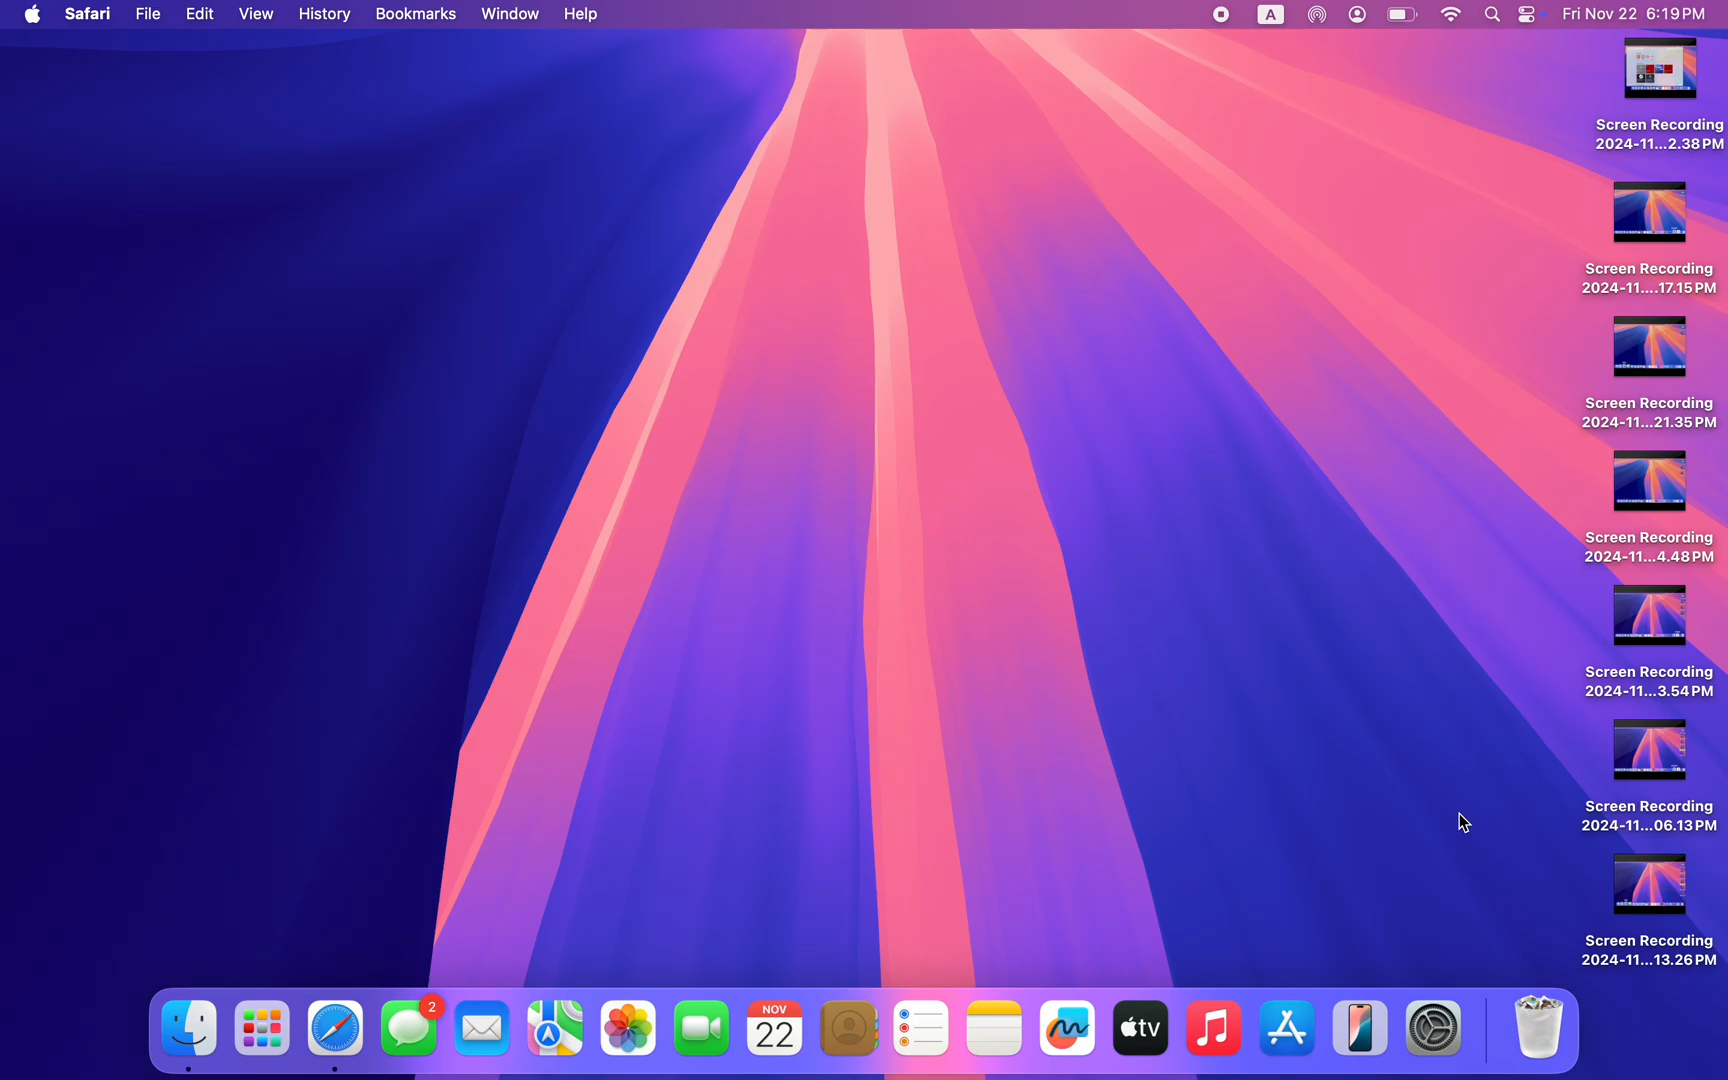 Safari File Edit View History Bookmarks Window Help A Fri Nov 22 6:19 PM
Screen Recording
2024-11...2.38 PM
Screen Recording
2024-11....17.15 PM
Screen Recording
2024-11...21.35 PM
Screen Recording
2024-11...4.48 PM
Screen Recording
2024-11...3.54 PM
Screen Recording
2024-11...06.13 PM
Screen Recording
2024-11...13.26 PM
2
NOV
22
tv